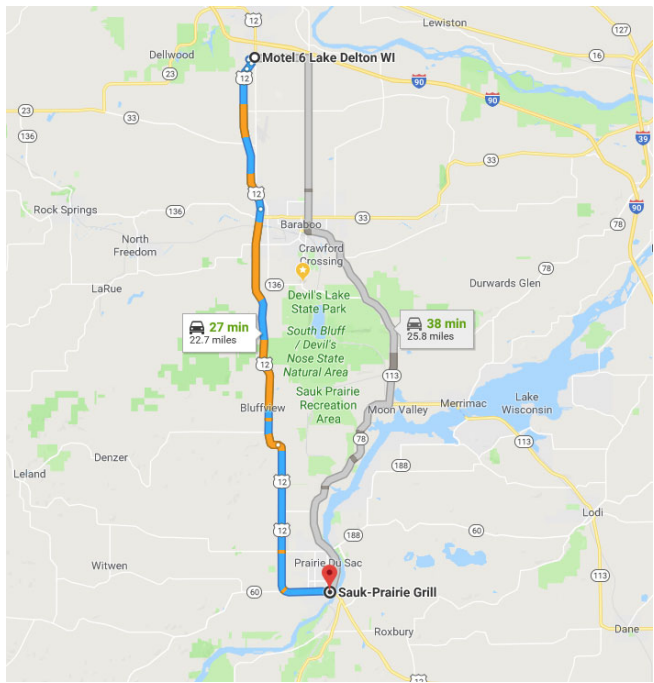 Lewiston
12
127
Dellwood
Motel 6 Lake Delton WI
16
23
12
90
90
23
33
39
136
33
33
12
90
136
Rock Springs
33
78
Baraboo
North
Freedom
Crawford
Crossing
78
Durwards Glen
136
LaRue
Devil's Lake
State Park
27 min
22.7 miles
38 min
25.8 miles
South Bluff
/ Devil's
Nose State
Natural Area
12
113
Sauk Prairie
Recreation
Area
Lake
Wisconsin
Merrimac
Bluffview
Moon Valley
78
113
Denzer
188
Leland
12
Lodi
12
60
188
Witwen
Prairie Du Sac
113
60
Sauk-Prairie Grill
Roxbury
Dane
12